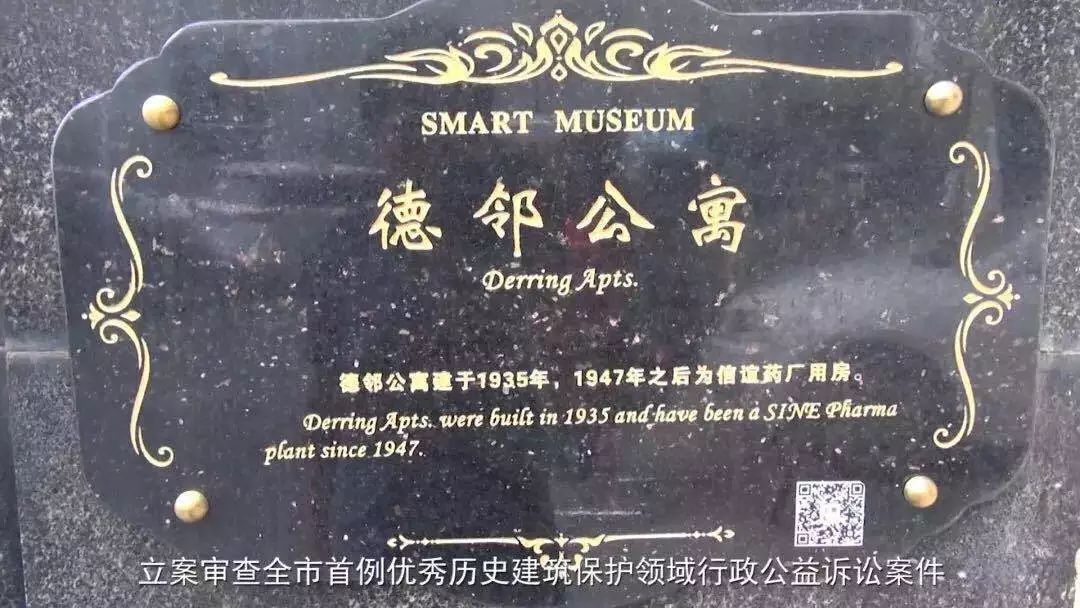 SMART MUSEUM
德邻公寓
Derring Apts.
德邻公寓建于1935年，1947年之后为信谊药厂用房。
Derring Apts. were built in 1935 and have been a SINE Pharma
plant since 1947.
立案审查全市首例优秀历史建筑保护领域行政公益诉讼案件